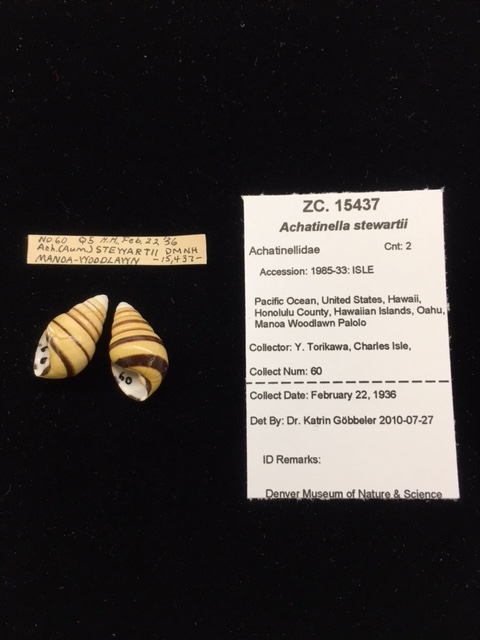 NO.60 Q5 H.H. Feb. 22, '36
Ach.(Aum.) STEWARTII DMNH
MANOA-WOODLAWN -15,437-
60
ZC. 15437
Achatinella stewartii
Achatinellidae Cnt: 2
Accession: 1985-33: ISLE
Pacific Ocean, United States, Hawaii,
Honolulu County, Hawaiian Islands, Oahu,
Manoa Woodlawn Palolo
Collector: Y. Torikawa, Charles Isle,
Collect Num: 60
Collect Date: February 22, 1936
Det By: Dr. Katrin Göbbeler 2010-07-27
ID Remarks:
Denver Museum of Nature & Science